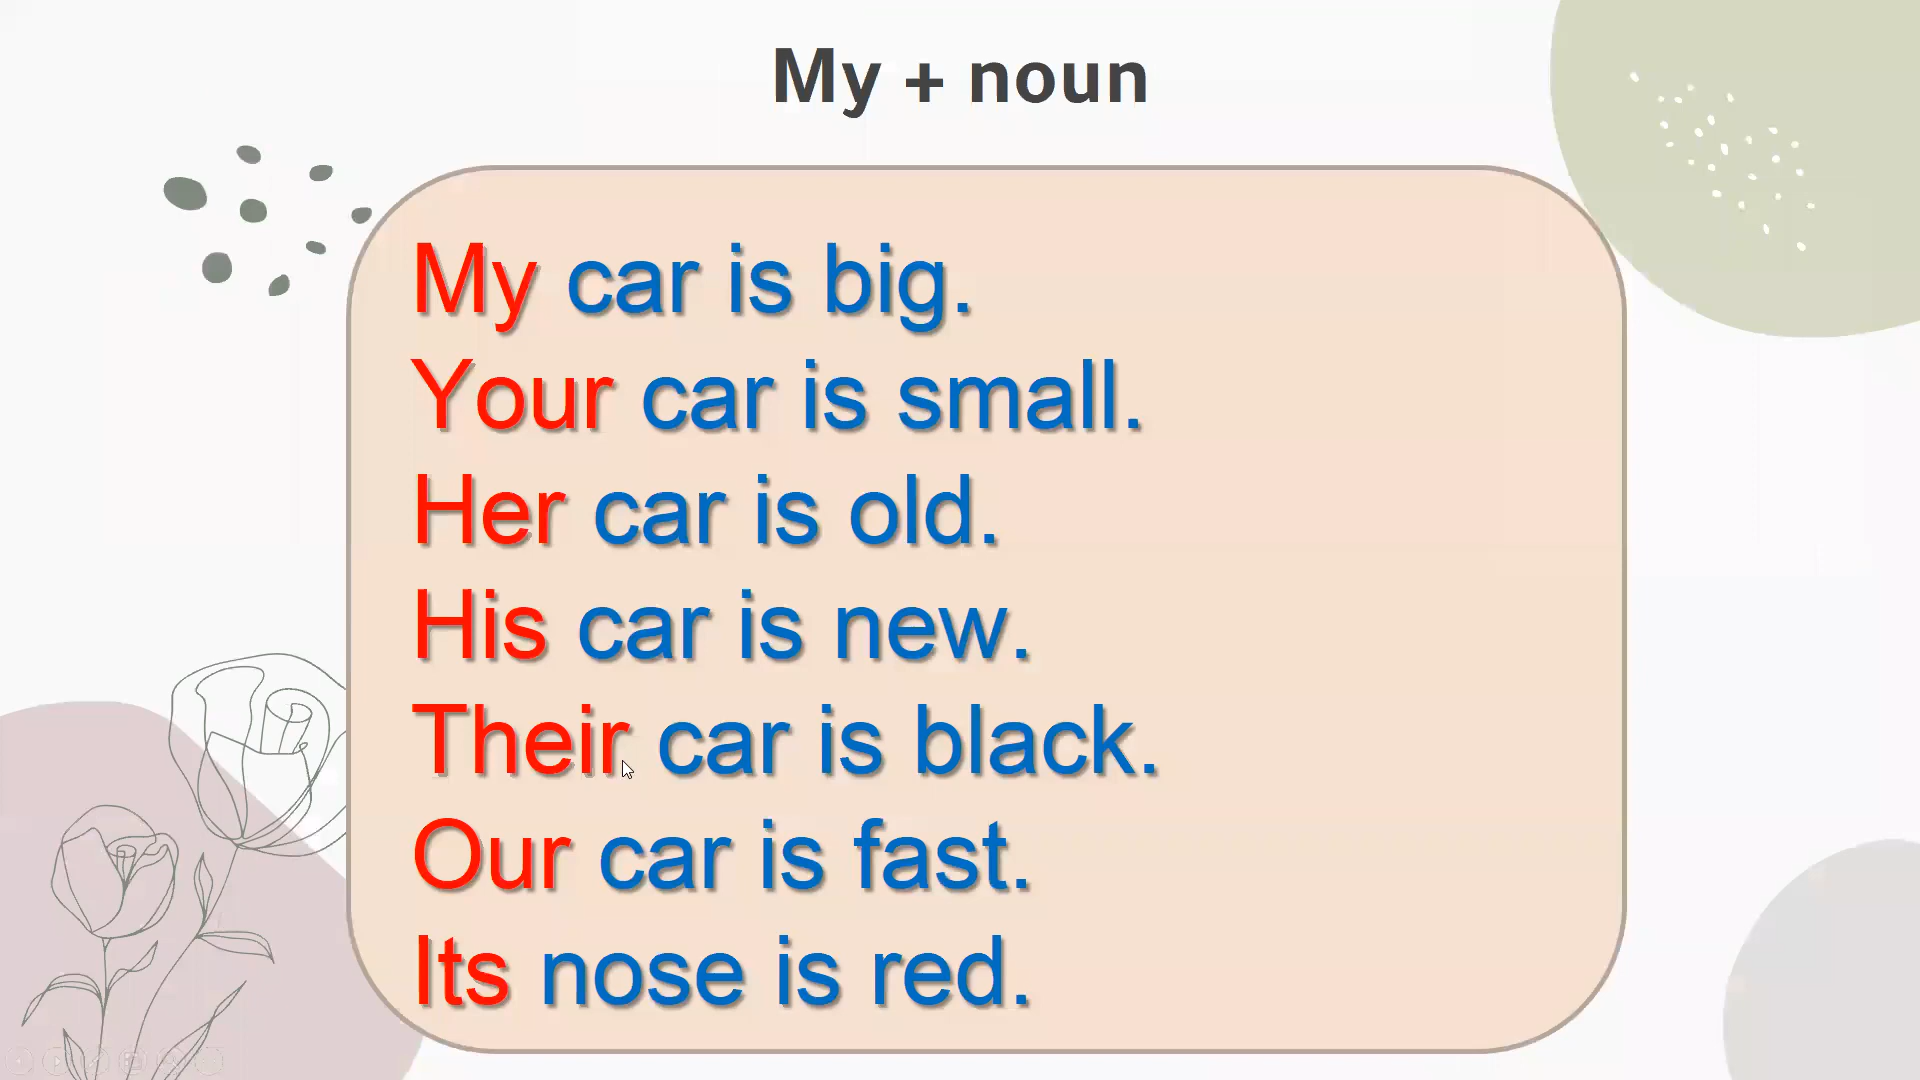 My + noun
My car is big.
Your car is small.
Her car is old.
His car is new.
Their car is black.
Our car is fast.
Its nose is red.